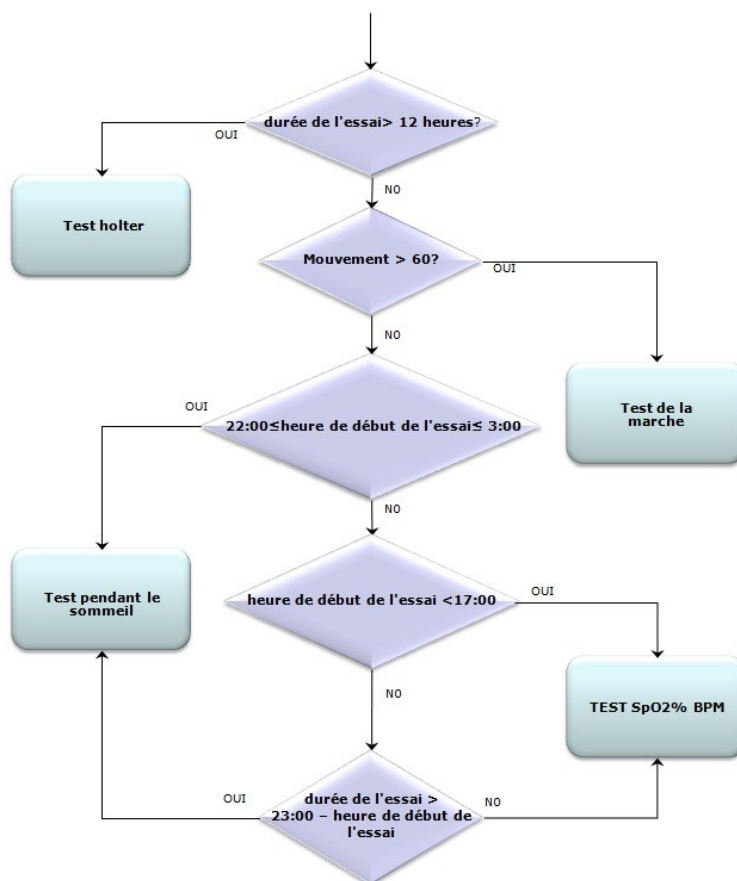 durée de l'essai> 12 heures?
OUI
NO
Test holter
Mouvement > 60?
OUI
NO
Test de la
marche
OUI
22:00≤heure de début de l'essai≤ 3:00
NO
Test pendant le
sommeil
heure de début de l'essai <17:00
OUI
NO
TEST SpO2% BPM
OUI
durée de l'essai >
23:00 – heure de début de
l'essai
NO